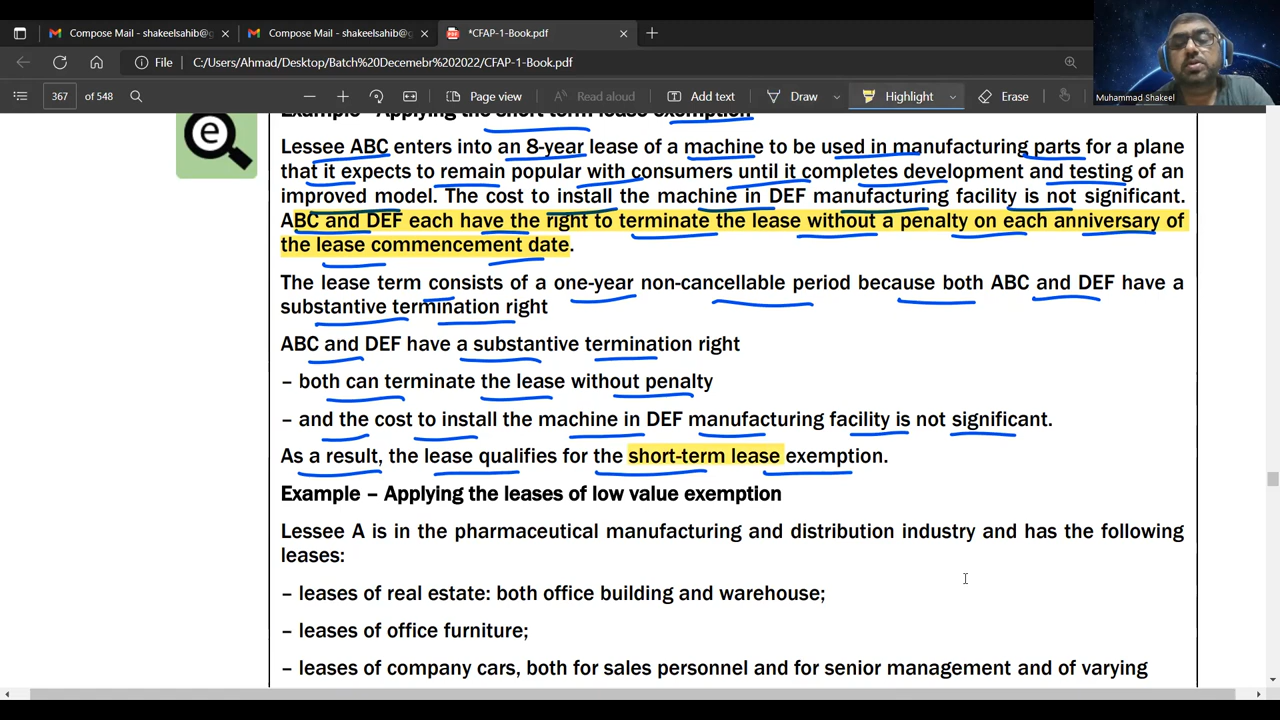 Compose Mail - shakeelsahib@g
Compose Mail - shakeelsahib@g
*CFAP-1-Book.pdf
File
C:/Users/Ahmad/Desktop/Batch%20Decemebr%202022/CFAP-1-Book.pdf
367 of 548
Page view
Read aloud
Add text
Draw
Highlight
Erase
Muhammad Shakeel
Example - Applying the short term lease exemption
e
Lessee ABC enters into an 8-year lease of a machine to be used in manufacturing parts for a plane
that it expects to remain popular with consumers until it completes development and testing of an
improved model. The cost to install the machine in DEF manufacturing facility is not significant.
ABC and DEF each have the right to terminate the lease without a penalty on each anniversary of
the lease commencement date.
The lease term consists of a one-year non-cancellable period because both ABC and DEF have a
substantive termination right
ABC and DEF have a substantive termination right
– both can terminate the lease without penalty
– and the cost to install the machine in DEF manufacturing facility is not significant.
As a result, the lease qualifies for the short-term lease exemption.
Example – Applying the leases of low value exemption
Lessee A is in the pharmaceutical manufacturing and distribution industry and has the following
leases:
– leases of real estate: both office building and warehouse;
– leases of office furniture;
– leases of company cars, both for sales personnel and for senior management and of varying